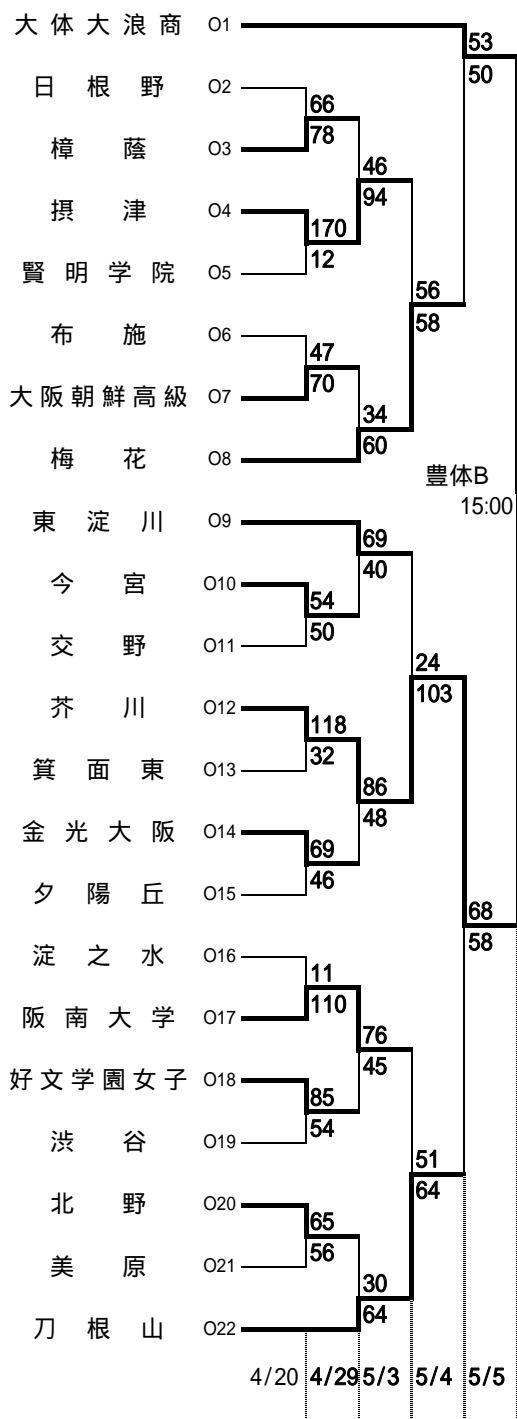 大体大浪商 O1 53
50
日根野 O2 66
78
樟蔭 O3 46
94
摂津 O4 170
12
賢明学院 O5 56
58
布施 O6 47
70
大阪朝鮮高級 O7 34
60
梅花 O8
豊体B
15:00
東淀川 O9 69
40
今宮 O10 54
50
交野 O11 24
103
芥川 O12 118
32
箕面東 O13 86
48
金光大阪 O14 69
46
夕陽丘 O15 68
58
淀之水 O16 11
110
阪南大学 O17 76
45
好文学園女子 O18 85
54
渋谷 O19 51
64
北野 O20 65
56
美原 O21 30
64
刀根山 O22
4/20 4/29 5/3 5/4 5/5